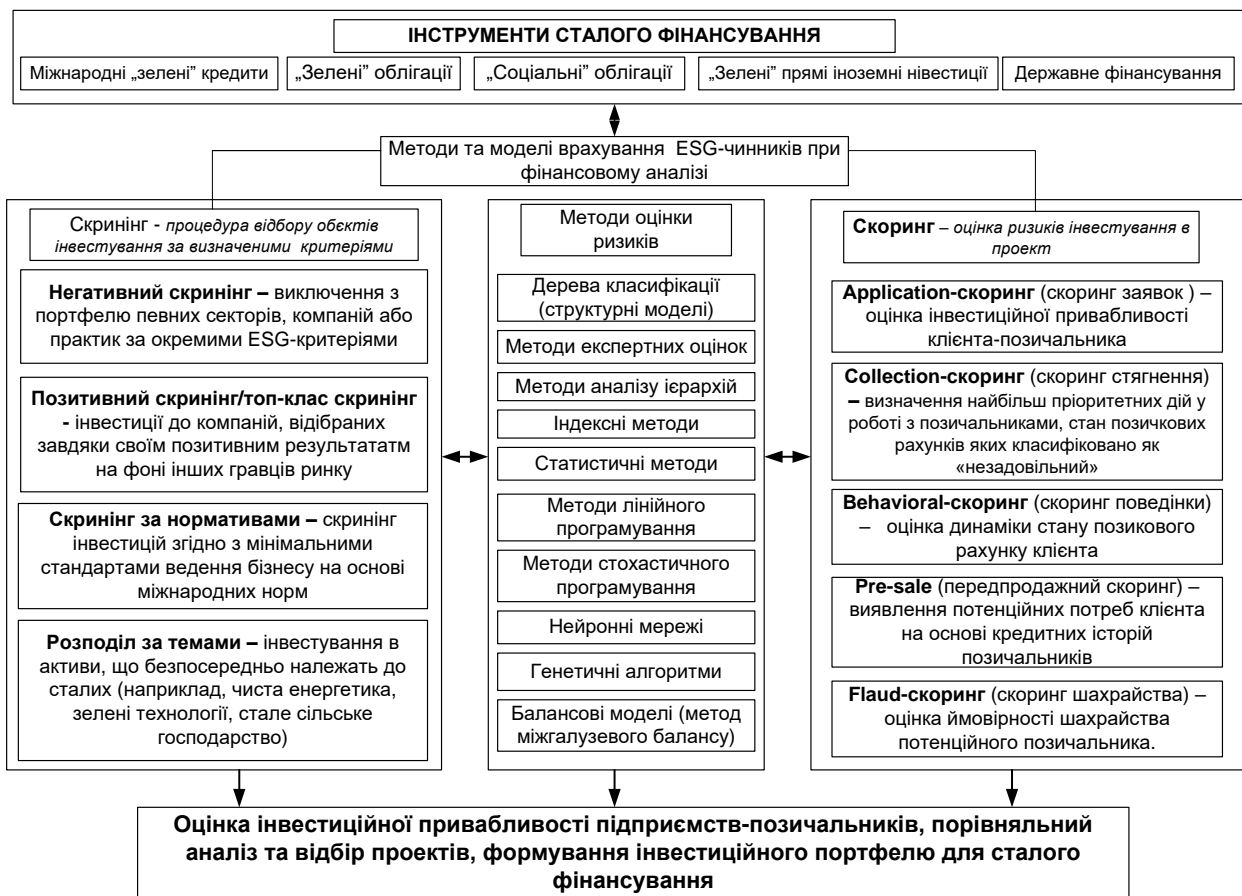 ІНСТРУМЕНТИ СТАЛОГО ФІНАНСУВАННЯ
Міжнародні „зелені” кредити
„Зелені” облігації
„Соціальні” облігації
„Зелені” прямі іноземні нівестиції
Державне фінансування
Методи та моделі врахування ESG-чинників при
фінансовому аналізі
Скринінг - процедура відбору обєктів
інвестування за визначеними критеріями
Негативний скринінг – виключення з
портфелю певних секторів, компаній або
практик за окремими ESG-критеріями
Позитивний скринінг/топ-клас скринінг
- інвестиції до компаній, відібраних
завдяки своїм позитивним результататм
на фоні інших гравців ринку
Скринінг за нормативами – скринінг
інвестицій згідно з мінімальними
стандартами ведення бізнесу на основі
міжнародних норм
Розподіл за темами – інвестування в
активи, що безпосередньо належать до
сталих (наприклад, чиста енергетика,
зелені технології, стале сільське
господарство)
Методи оцінки
ризиків
Дерева класифікації
(структурні моделі)
Методи експертних оцінок
Методи аналізу ієрархій
Індексні методи
Статистичні методи
Методи лінійного
програмування
Методи стохастичного
програмування
Нейронні мережі
Генетичні алгоритми
Балансові моделі (метод
міжгалузевого балансу)
Скоринг – оцінка ризиків інвестування в
проект
Application-скоринг (скоринг заявок ) –
оцінка інвестиційної привабливості
клієнта-позичальника
Collection-скоринг (скоринг стягнення)
– визначення найбільш пріоритетних дій у
роботі з позичальниками, стан позичкових
рахунків яких класифіковано як
«незадовільний»
Behavioral-скоринг (скоринг поведінки)
– оцінка динаміки стану позикового
рахунку клієнта
Pre-sale (передпродажний скоринг) –
виявлення потенційних потреб клієнта
на основі кредитних історій
позичальників
Flaud-скоринг (скоринг шахрайства) –
оцінка ймовірності шахрайства
потенційного позичальника.
Оцінка інвестиційної привабливості підприємств-позичальників, порівняльний
аналіз та відбір проектів, формування інвестиційного портфелю для сталого
фінансування